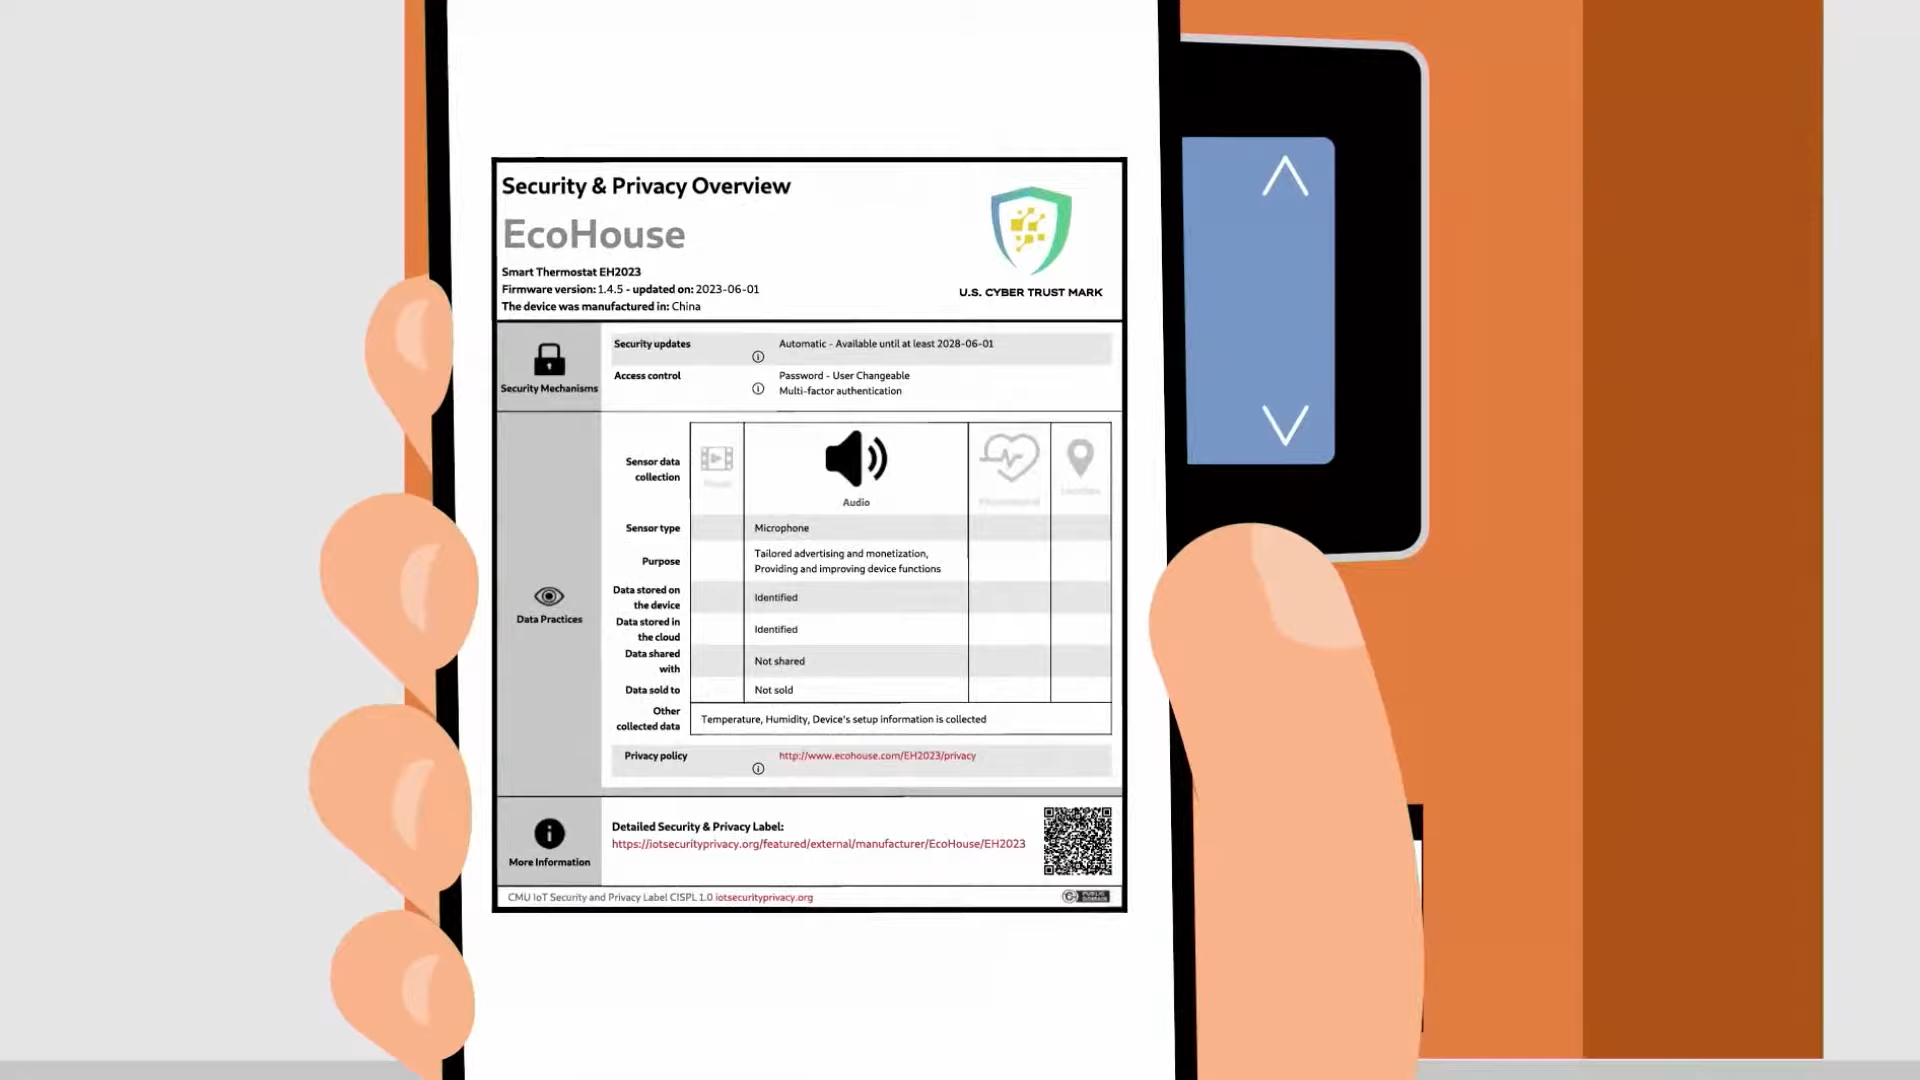 Security & Privacy Overview
EcoHouse
Smart Thermostat EH2023
Firmware version: 1.4.5 - updated on: 2023-06-01
The device was manufactured in: China
U.S. CYBER TRUST MARK
Security Mechanisms
Security updates
Automatic - Available until at least 2028-06-01
Access control
Password - User Changeable
Multi-factor authentication
Data Practices
Sensor data
collection
Audio
Sensor type
Microphone
Purpose
Tailored advertising and monetization,
Providing and improving device functions
Data stored on
the device
Identified
Data stored in
the cloud
Identified
Data shared
with
Not shared
Data sold to
Not sold
Other
collected data
Temperature, Humidity, Device's setup information is collected
Privacy policy
http://www.ecohouse.com/EH2023/privacy
More Information
Detailed Security & Privacy Label:
https://iotsecurityprivacy.org/featured/external/manufacturer/EcoHouse/EH2023
CMU IoT Security and Privacy Label CISPL 1.0 iotsecurityprivacy.org